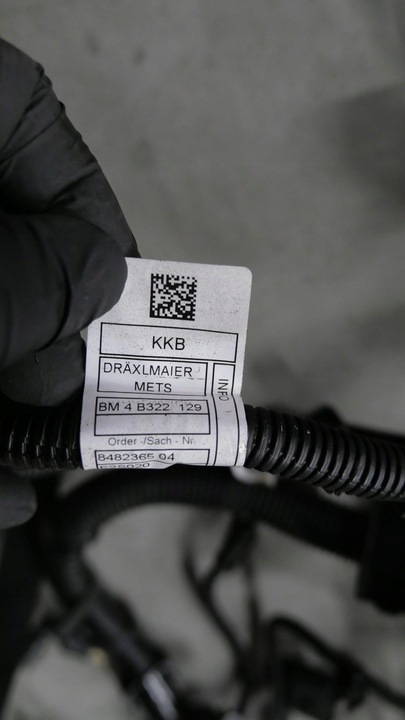 KKB
DRÄXLMAIER
METS
INFO
BM 4 B322 129
Order -/Sach - Nr
8482365 04